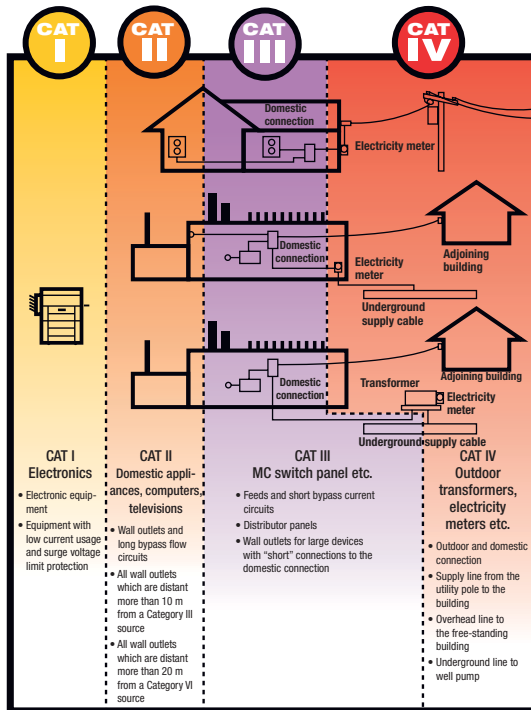 CAT
I
CAT
II
CAT
III
CAT
IV
Domestic
connection
Electricity meter
Domestic
connection
Electricity
meter
Adjoining
building
Underground
supply cable
Domestic
connection
Transformer
Adjoining building
Electricity
meter
Underground supply cable
CAT I
Electronics
• Electronic equip-
ment
• Equipment with
low current usage
and surge voltage
limit protection
CAT II
Domestic appli-
ances, computers,
televisions
• Wall outlets and
long bypass flow
circuits
• All wall outlets
which are distant
more than 10 m
from a Category III
source
• All wall outlets
which are distant
more than 20 m
from a Category VI
source
CAT III
MC switch panel etc.
• Feeds and short bypass current
circuits
• Distributor panels
• Wall outlets for large devices
with “short” connections to the
domestic connection
CAT IV
Outdoor
transformers,
electricity
meters etc.
• Outdoor and domestic
connection
• Supply line from the
utility pole to the
building
• Overhead line to
the free-standing
building
• Underground line to
well pump